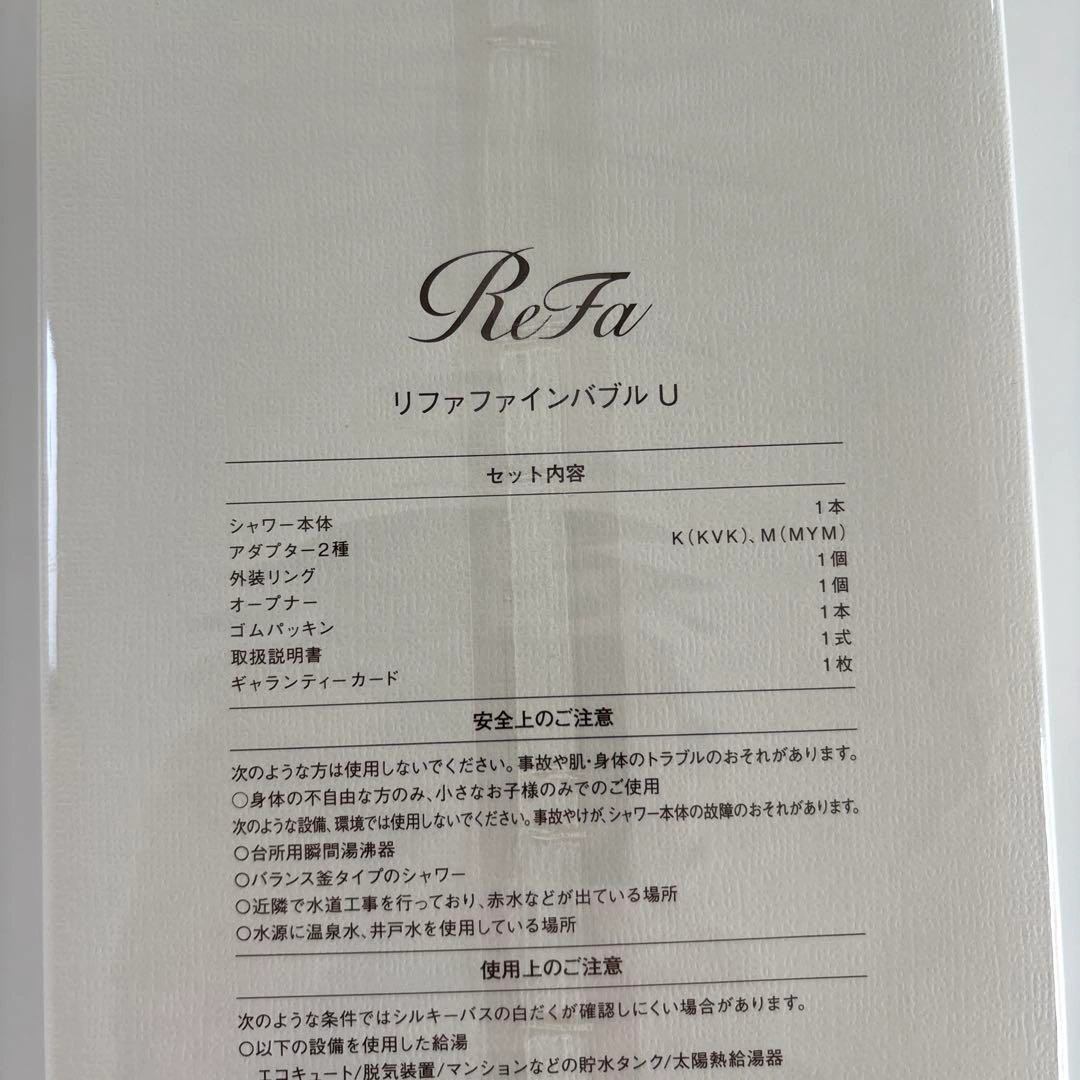 ReFa
リファファインバブル U
セット内容
シャワー本体 1本
アダプター2種 K(KVK)、M(MYM)
外装リング 1個
オープナー 1個
ゴムパッキン 1本
取扱説明書 1式
ギャランティーカード 1枚
安全上のご注意
次のような方は使用しないでください。事故や肌・身体のトラブルのおそれがあります。
○身体の不自由な方のみ、小さなお子様のみでのご使用
次のような設備、環境では使用しないでください。事故やけが、シャワー本体の故障のおそれがあります。
○台所用瞬間湯沸器
○バランス釜タイプのシャワー
○近隣で水道工事を行っており、赤水などが出ている場所
○水源に温泉水、井戸水を使用している場所
使用上のご注意
次のような条件ではシルキーバスの白だくが確認しにくい場合があります。
○以下の設備を使用した給湯
エコキュート/脱気装置/マンションなどの貯水タンク/太陽熱給湯器